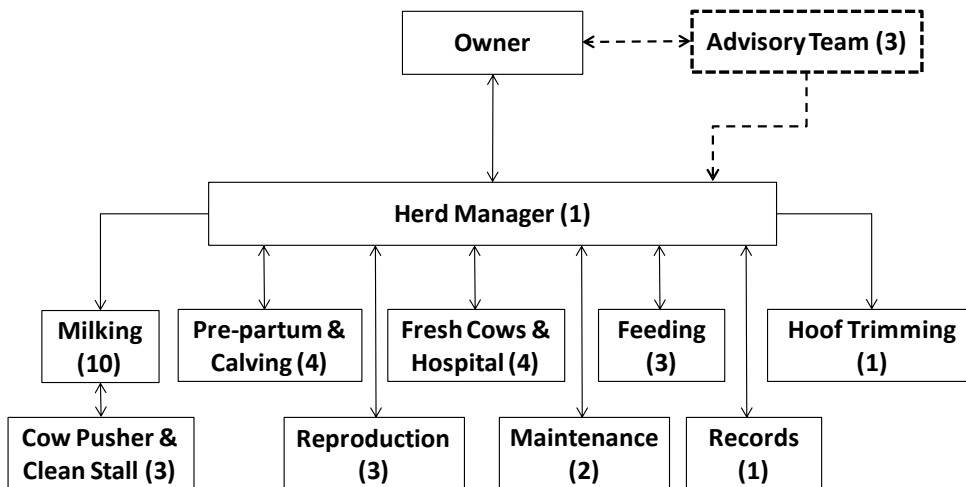 Owner
Advisory Team (3)
Herd Manager (1)
Milking
(10)
Pre-partum &
Calving (4)
Fresh Cows &
Hospital (4)
Feeding
(3)
Hoof Trimming
(1)
Cow Pusher &
Clean Stall (3)
Reproduction
(3)
Maintenance
(2)
Records
(1)